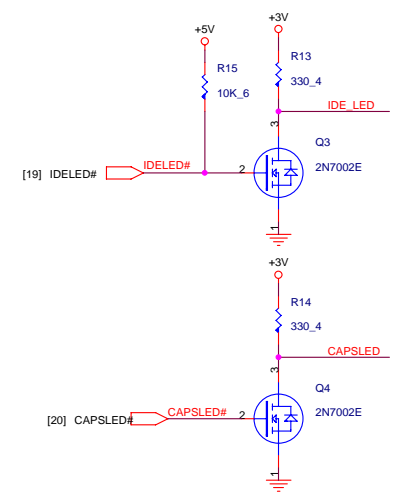 +3V
+5V
R13
R15
330_4
10K_6
IDE_LED
3
Q3
2N7002E
[19] IDELED#
IDELED#
2
1
+3V
R14
330_4
CAPSLED
3
Q4
2N7002E
[20] CAPSLED#
CAPSLED#
2
1